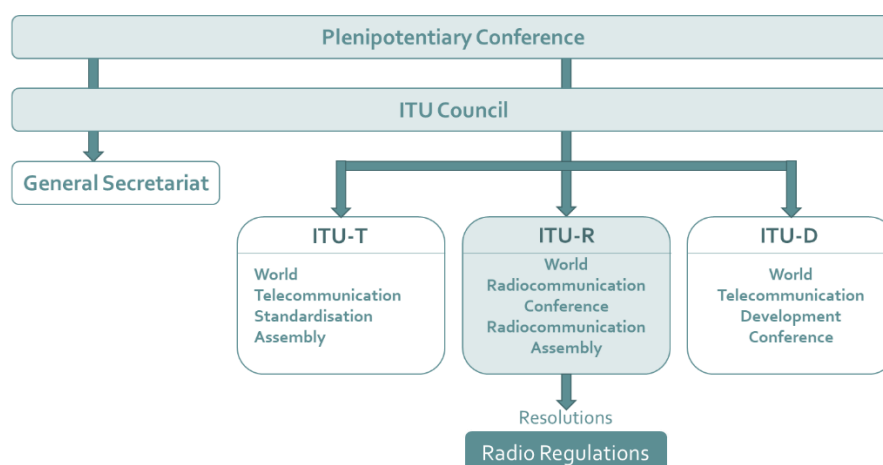 Plenipotentiary Conference
ITU Council
General Secretariat
ITU-T
World
Telecommunication
Standardisation
Assembly
ITU-R
World
Radiocommunication
Conference
Radiocommunication
Assembly
ITU-D
World
Telecommunication
Development
Conference
Resolutions
Radio Regulations